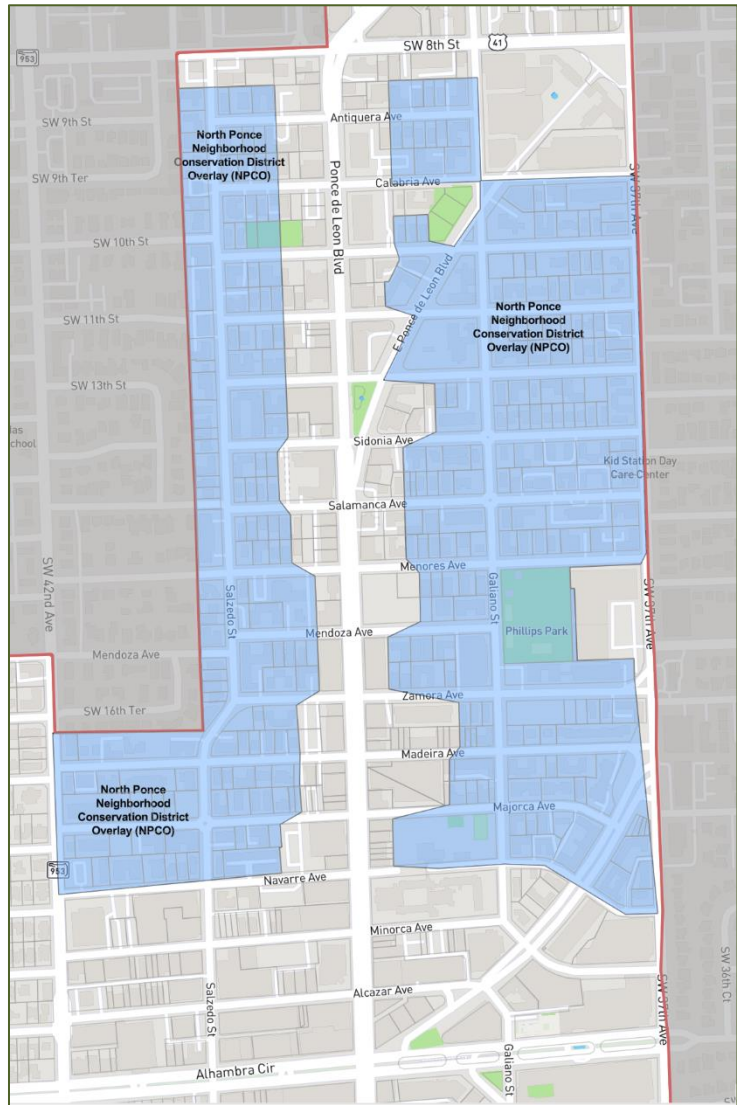 SW 8th St
41
953
SW 9th St
Antiquera Ave
North Ponce
Neighborhood
Conservation District
Overlay (NPCO)
SW 9th Ter
Calabria Ave
SW 37th Ave
Ponce de Leon Blvd
SW 10th St
E Ponce de Leon Blvd
North Ponce
Neighborhood
Conservation District
Overlay (NPCO)
SW 11th St
SW 13th St
School
Sidonia Ave
Kid Station Day
Care Center
Salamanca Ave
SW 42nd Ave
Menores Ave
Salzedo St
Galiano St
SW 37th Ave
Mendoza Ave
Phillips Park
Mendoza Ave
Zamora Ave
SW 16th Ter
Madeira Ave
North Ponce
Neighborhood
Conservation District
Overlay (NPCO)
Majorca Ave
953
Navarre Ave
Minorca Ave
SW 36th Ct
Salzedo St
Alcazar Ave
SW 37th Ave
Galiano St
Alhambra Cir